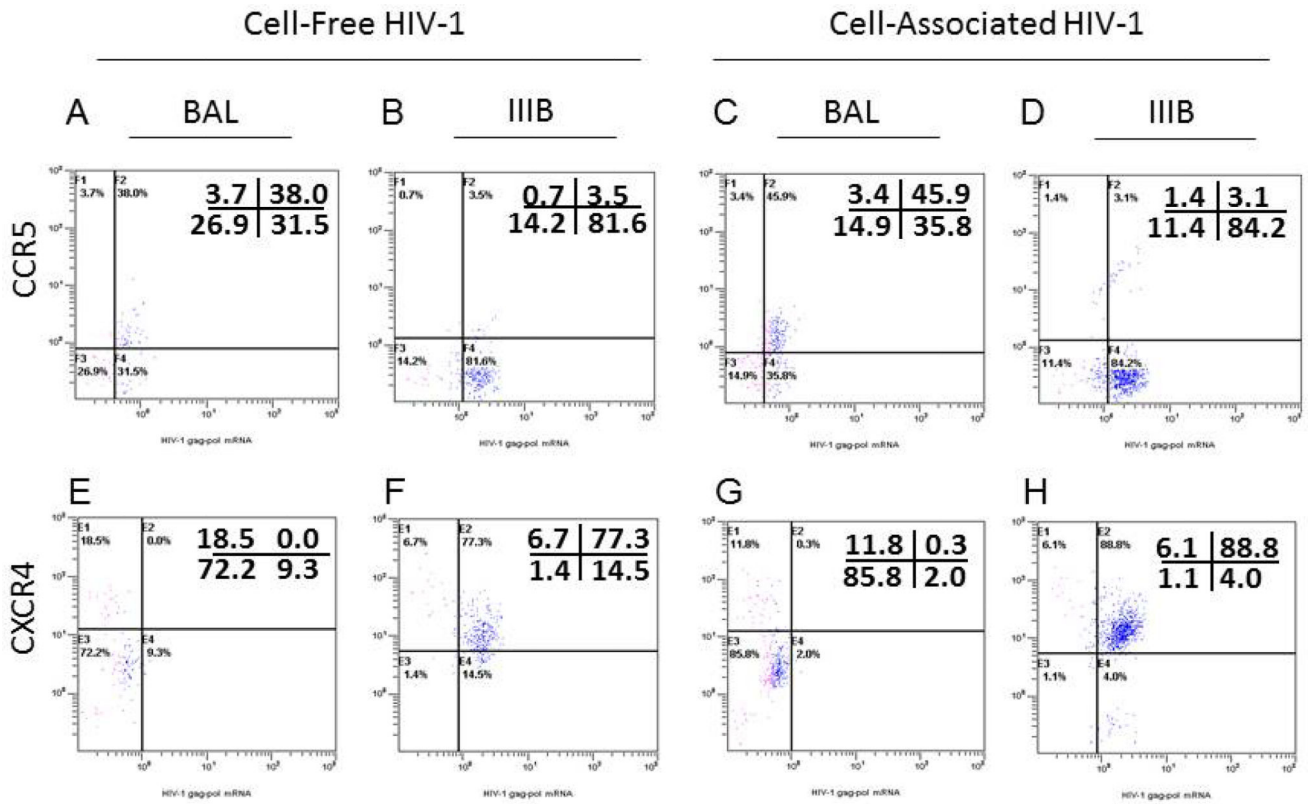 Cell-Free HIV-1
Cell-Associated HIV-1
A BAL
B IIIB
C BAL
D IIIB
CCR5
F1 3.7%
F2 38.0%
F3 26.9%
F4 31.5%
3.7 38.0
26.9 31.5
HIV-1 gag-pol mRNA
F1 0.7%
F2 3.5%
F3 14.2%
F4 81.6%
0.7 3.5
14.2 81.6
HIV-1 gag-pol mRNA
F1 3.4%
F2 45.9%
F3 14.9%
F4 35.8%
3.4 45.9
14.9 35.8
HIV-1 gag-pol mRNA
F1 1.4%
F2 3.1%
F3 11.4%
F4 84.2%
1.4 3.1
11.4 84.2
HIV-1 gag-pol mRNA
CXCR4
E
E1 18.5%
E2 0.0%
E3 72.2%
E4 9.3%
18.5 0.0
72.2 9.3
HIV-1 gag-pol mRNA
F
E1 6.7%
E2 77.3%
E3 1.4%
E4 14.5%
6.7 77.3
1.4 14.5
HIV-1 gag-pol mRNA
G
E1 11.8%
E2 0.3%
E3 85.8%
E4 2.0%
11.8 0.3
85.8 2.0
HIV-1 gag-pol mRNA
H
E1 6.1%
E2 88.8%
E3 1.1%
E4 4.0%
6.1 88.8
1.1 4.0
HIV-1 gag-pol mRNA